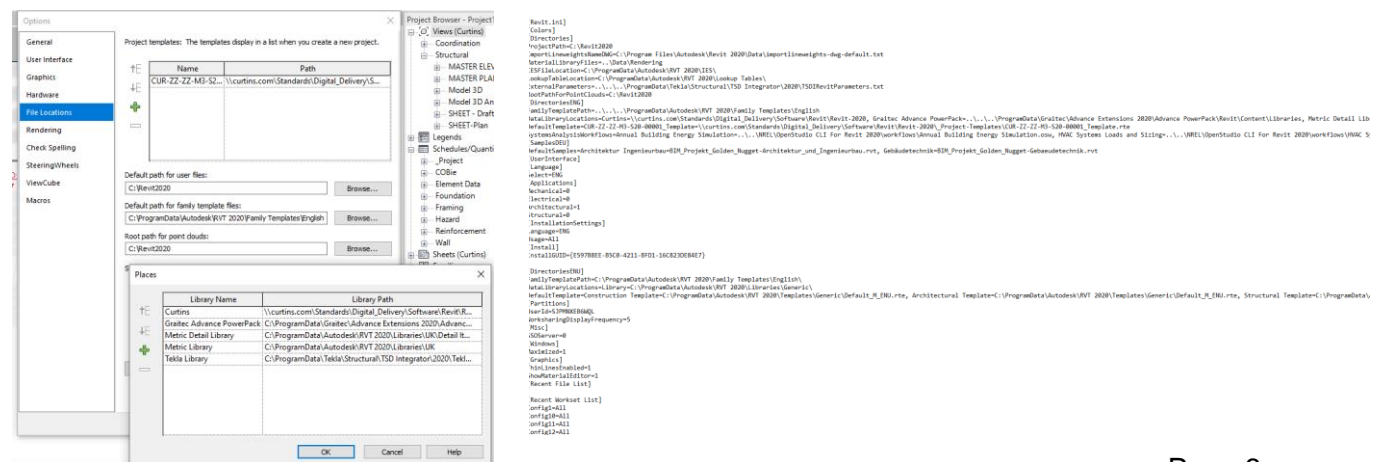 Options
General
User Interface
Graphics
Hardware
File Locations
Rendering
Check Spelling
SteeringWheels
ViewCube
Macros
Project templates: The templates display in a list when you create a new project.
Name Path
CUR-ZZ-ZZ-M3-S2... \\curtins.com\Standards\Digital_Delivery\S...
Default path for user files:
C:\Revit2020 Browse...
Default path for family template files:
C:\ProgramData\Autodesk\RVT 2020\Family Templates\English Browse...
Root path for point clouds:
C:\Revit2020 Browse...
Places
Library Name Library Path
Curtins \\curtins.com\Standards\Digital_Delivery\Software\Revit\R...
Graitec Advance PowerPack C:\ProgramData\Graitec\Advance Extensions 2020\Advanc...
Metric Detail Library C:\ProgramData\Autodesk\RVT 2020\Libraries\UK\Detail It...
Metric Library C:\ProgramData\Autodesk\RVT 2020\Libraries\UK
Tekla Library C:\ProgramData\Tekla\Structural\TSD Integrator\2020\Tekl...
OK Cancel Help
Project Browser - Project1
Views (Curtins)
Coordination
Structural
MASTER ELEV
MASTER PLAN
Model 3D
Model 3D An
SHEET - Draft
SHEET-Plan
Legends
Schedules/Quanti
_Project
COBie
Element Data
Foundation
Framing
Hazard
Reinforcement
Wall
Sheets (Curtins)
[Revit.ini]
[Colors]
[Directories]
ProjectPath=C:\Revit2020
ImportLineweightsNameDWG=C:\Program Files\Autodesk\Revit 2020\Data\importlineweights-dwg-default.txt
MaterialLibraryFiles=..\Data\Rendering
IESFileLocation=C:\ProgramData\Autodesk\RVT 2020\IES\
LookupTableLocation=C:\ProgramData\Autodesk\RVT 2020\Lookup Tables\
ExternalParameters=..\..\..\ProgramData\Tekla\Structural\TSD Integrator\2020\TSDIRevitParameters.txt
RootPathForPointClouds=C:\Revit2020
[DirectoriesENG]
FamilyTemplatePath=..\..\..\ProgramData\Autodesk\RVT 2020\Family Templates\English
DataLibraryLocations=Curtins=\\curtins.com\Standards\Digital_Delivery\Software\Revit\Revit-2020, Graitec Advance PowerPack=..\..\..\ProgramData\Graitec\Advance Extensions 2020\Advance PowerPack\Revit\Content\Libraries, Metric Detail Lib
DefaultTemplate=CUR-ZZ-ZZ-M3-S20-00001_Template=\\curtins.com\Standards\Digital_Delivery\Software\Revit\Revit-2020\_Project-Templates\CUR-ZZ-ZZ-M3-S20-00001_Template.rte
SystemsAnalysisWorkflows=Annual Building Energy Simulation=..\..\NREL\OpenStudio CLI For Revit 2020\workflows\Annual Building Energy Simulation.osw, HVAC Systems Loads and Sizing=..\..\NREL\OpenStudio CLI For Revit 2020\workflows\HVAC Sy
[SamplesDEU]
DefaultSamples=Architektur Ingenieurbau=BIM_Projekt_Golden_Nugget-Architektur_und_Ingenieurbau.rvt, Gebäudetechnik=BIM_Projekt_Golden_Nugget-Gebaeudetechnik.rvt
[UserInterface]
[Language]
Select=ENG
[Applications]
Mechanical=0
Electrical=0
Architectural=1
Structural=0
[InstallationSettings]
Language=ENG
Usage=All
[Install]
[DirectoriesENU]
FamilyTemplatePath=C:\ProgramData\Autodesk\RVT 2020\Family Templates\English\
DataLibraryLocations=Library=C:\ProgramData\Autodesk\RVT 2020\Libraries\Generic\
DefaultTemplate=Construction Template=C:\ProgramData\Autodesk\RVT 2020\Templates\Generic\Default_M_ENU.rte, Architectural Template=C:\ProgramData\Autodesk\RVT 2020\Templates\Generic\Default_M_ENU.rte, Structural Template=C:\ProgramData\
[Partitions]
WorksharingDisplayFrequency=5
[Misc]
[Windows]
Maximized=1
[Graphics]
ThinLinesEnabled=1
ShowMaterialEditor=1
[Recent File List]
[Recent Workset List]
Config1=All
Config10=All
Config11=All
Config12=All